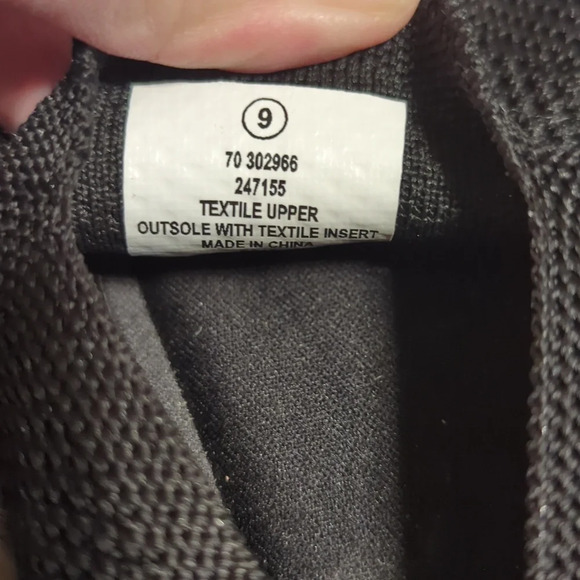 9
70 302966
247155
TEXTILE UPPER
OUTSOLE WITH TEXTILE INSERT
MADE IN CHINA